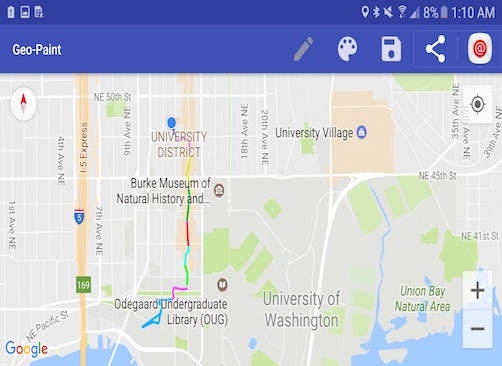 8% 1:10 AM
Geo-Paint
NE 50th St
4th Ave NE
I-5 Express
9th Ave NE
UNIVERSITY
DISTRICT
18th Ave NE
20th Ave NE
University Village
35th Ave NE
39th Ave NE
Burke Museum of
Natural History and...
NE 45th St
1st Ave NE
5
7th Ave NE
NE 41st St
169
Odegaard Undergraduate
Library (OUG)
University of
Washington
Union Bay
Natural Area
NE Pacific St
+
−
Google